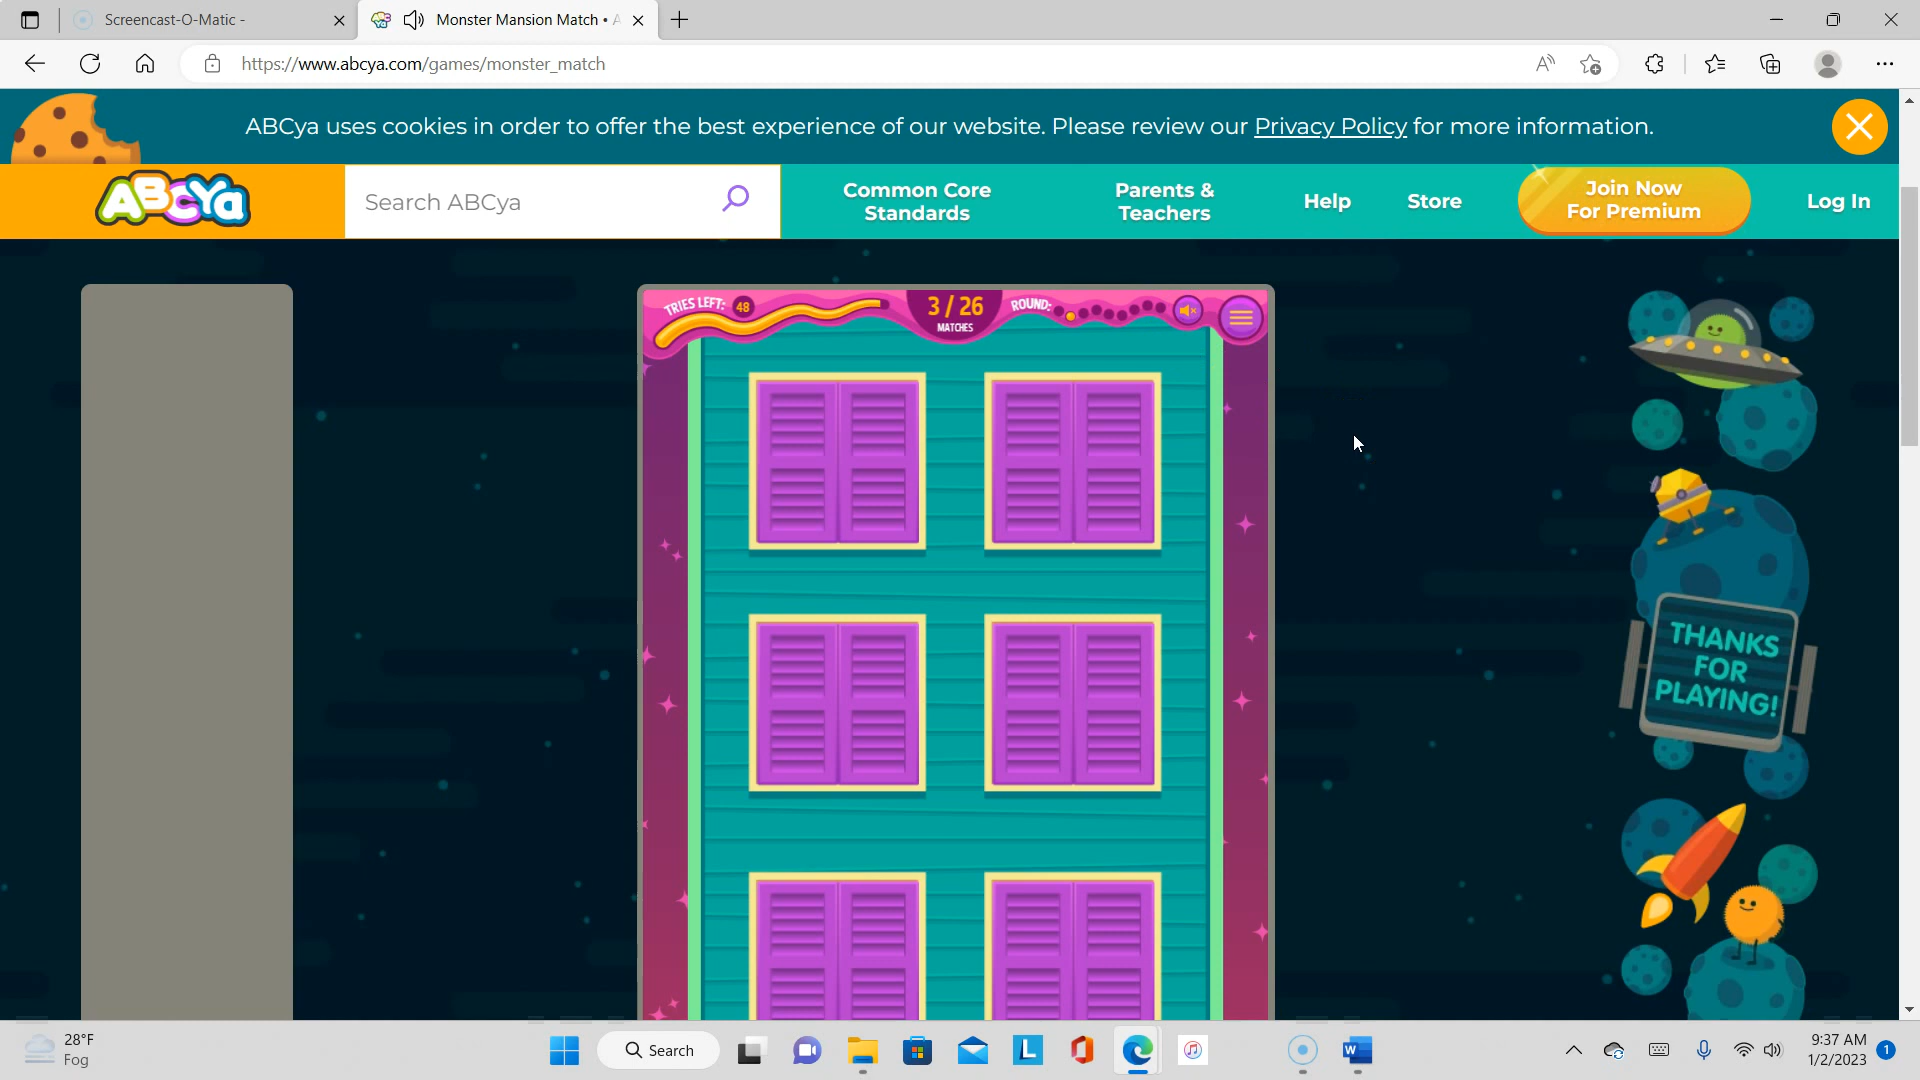 Screencast-O-Matic -
Monster Mansion Match •
https://www.abcya.com/games/monster_match
ABCya uses cookies in order to offer the best experience of our website. Please review our Privacy Policy for more information.
ABCYa
Search ABCya
Common Core
Standards
Parents &
Teachers
Help
Store
Join Now
For Premium
Log In
TRIES LEFT: 48
3 / 26
MATCHES
ROUND:
THANKS
FOR
PLAYING!
28°F
Fog
Search
9:37 AM
1/2/2023
1